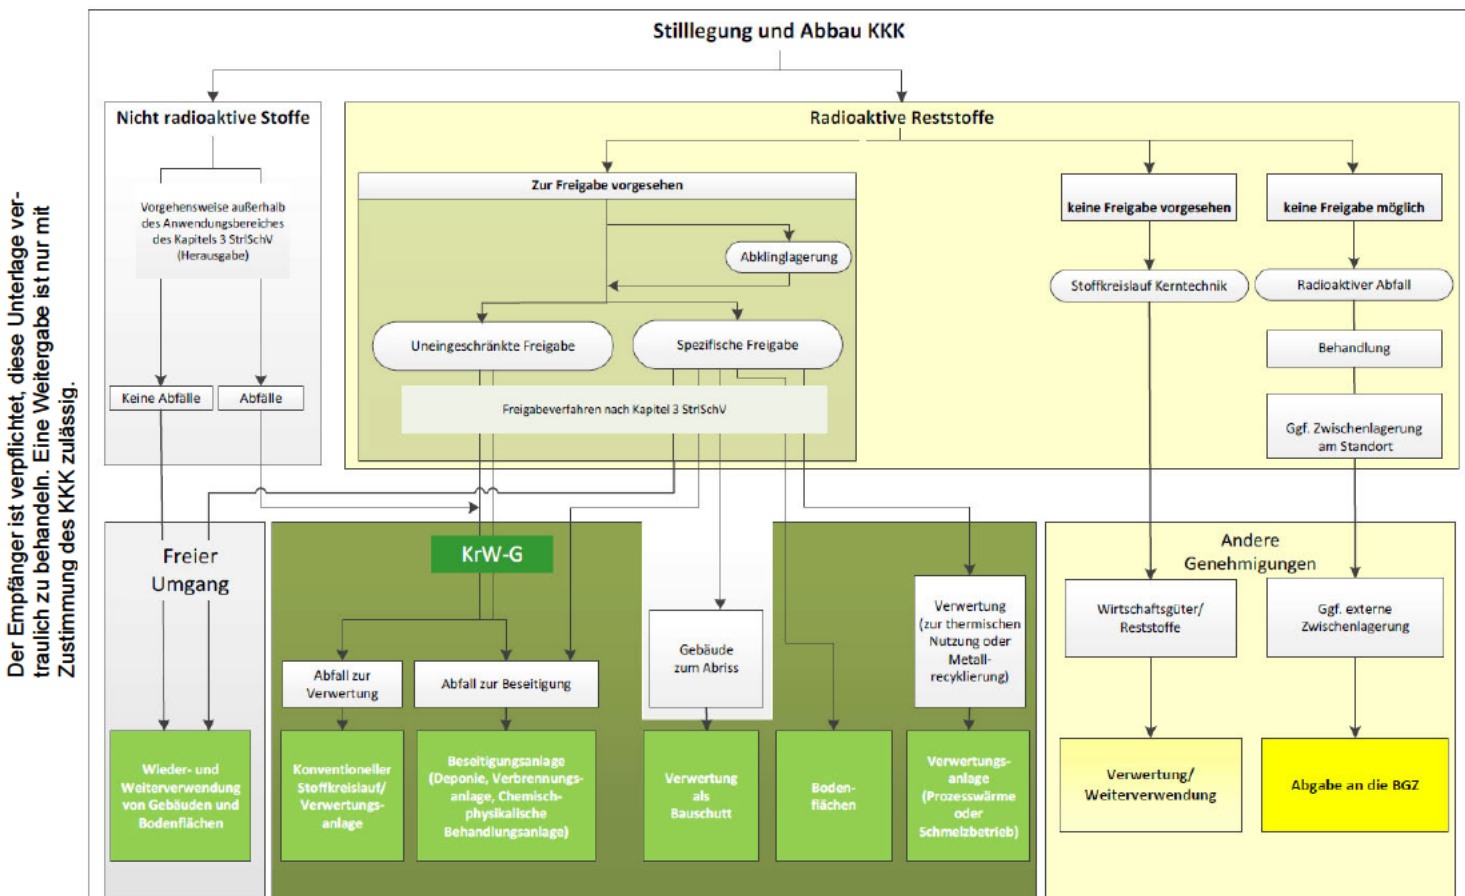 Der Empfänger ist verpflichtet, diese Unterlage ver-
traulich zu behandeln. Eine Weitergabe ist nur mit
Zustimmung des KKK zulässig.
Stilllegung und Abbau KKK
Nicht radioaktive Stoffe
Radioaktive Reststoffe
Vorgehensweise außerhalb
des Anwendungsbereiches
des Kapitels 3 StrlSchV
(Herausgabe)
Zur Freigabe vorgesehen
keine Freigabe vorgesehen
keine Freigabe möglich
Abklinglagerung
Stoffkreislauf Kerntechnik
Radioaktiver Abfall
Uneingeschränkte Freigabe
Spezifische Freigabe
Behandlung
Keine Abfälle
Abfälle
Freigabeverfahren nach Kapitel 3 StrlSchV
Ggf. Zwischenlagerung
am Standort
Freier
Umgang
KrW-G
Andere
Genehmigungen
Abfall zur
Verwertung
Abfall zur Beseitigung
Gebäude
zum Abriss
Verwertung
(zur thermischen
Nutzung oder
Metall-
recyklierung)
Wirtschaftsgüter/
Reststoffe
Ggf. externe
Zwischenlagerung
Wieder- und
Weiterverwendung
von Gebäuden und
Bodenflächen
Konventioneller
Stoffkreislauf/
Verwertungs-
anlage
Beseitigungsanlage
(Deponie, Verbrennungs-
anlage, Chemisch-
physikalische
Behandlungsanlage)
Verwertung
als
Bauschutt
Boden-
flächen
Verwertungs-
anlage
(Prozesswärme
oder
Schmelzbetrieb)
Verwertung/
Weiterverwendung
Abgabe an die BGZ